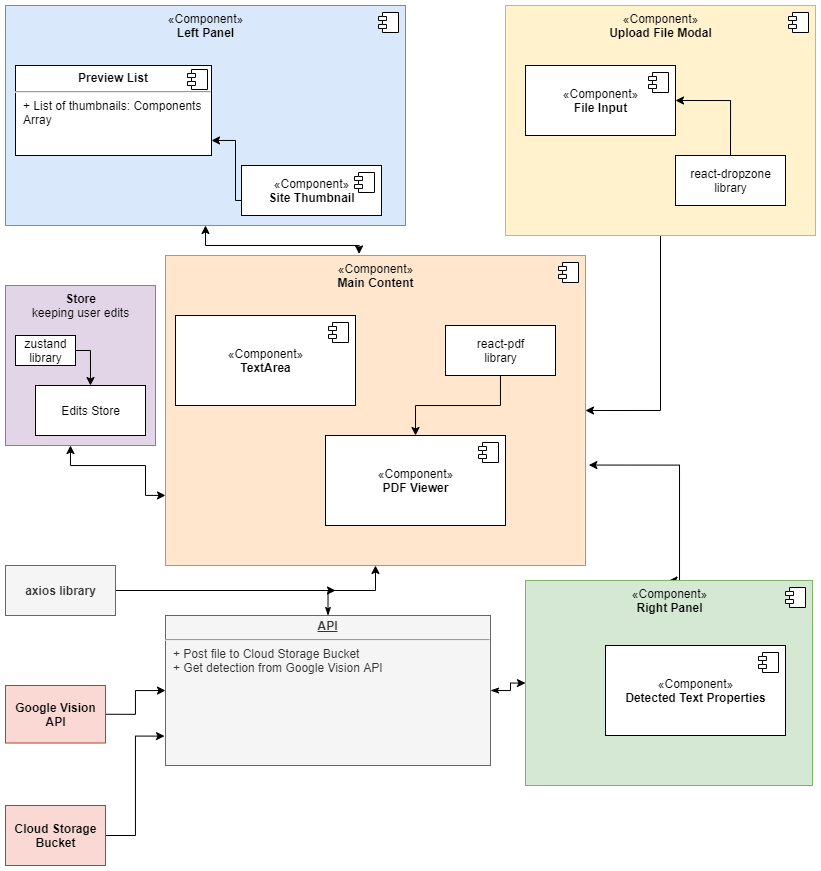 «Component»
Left Panel
Preview List
+ List of thumbnails: Components
Array
«Component»
Site Thumbnail
«Component»
Upload File Modal
«Component»
File Input
react-dropzone
library
«Component»
Main Content
«Component»
TextArea
react-pdf
library
«Component»
PDF Viewer
Store
keeping user edits
zustand
library
Edits Store
axios library
API
+ Post file to Cloud Storage Bucket
+ Get detection from Google Vision API
Google Vision
API
Cloud Storage
Bucket
«Component»
Right Panel
«Component»
Detected Text Properties